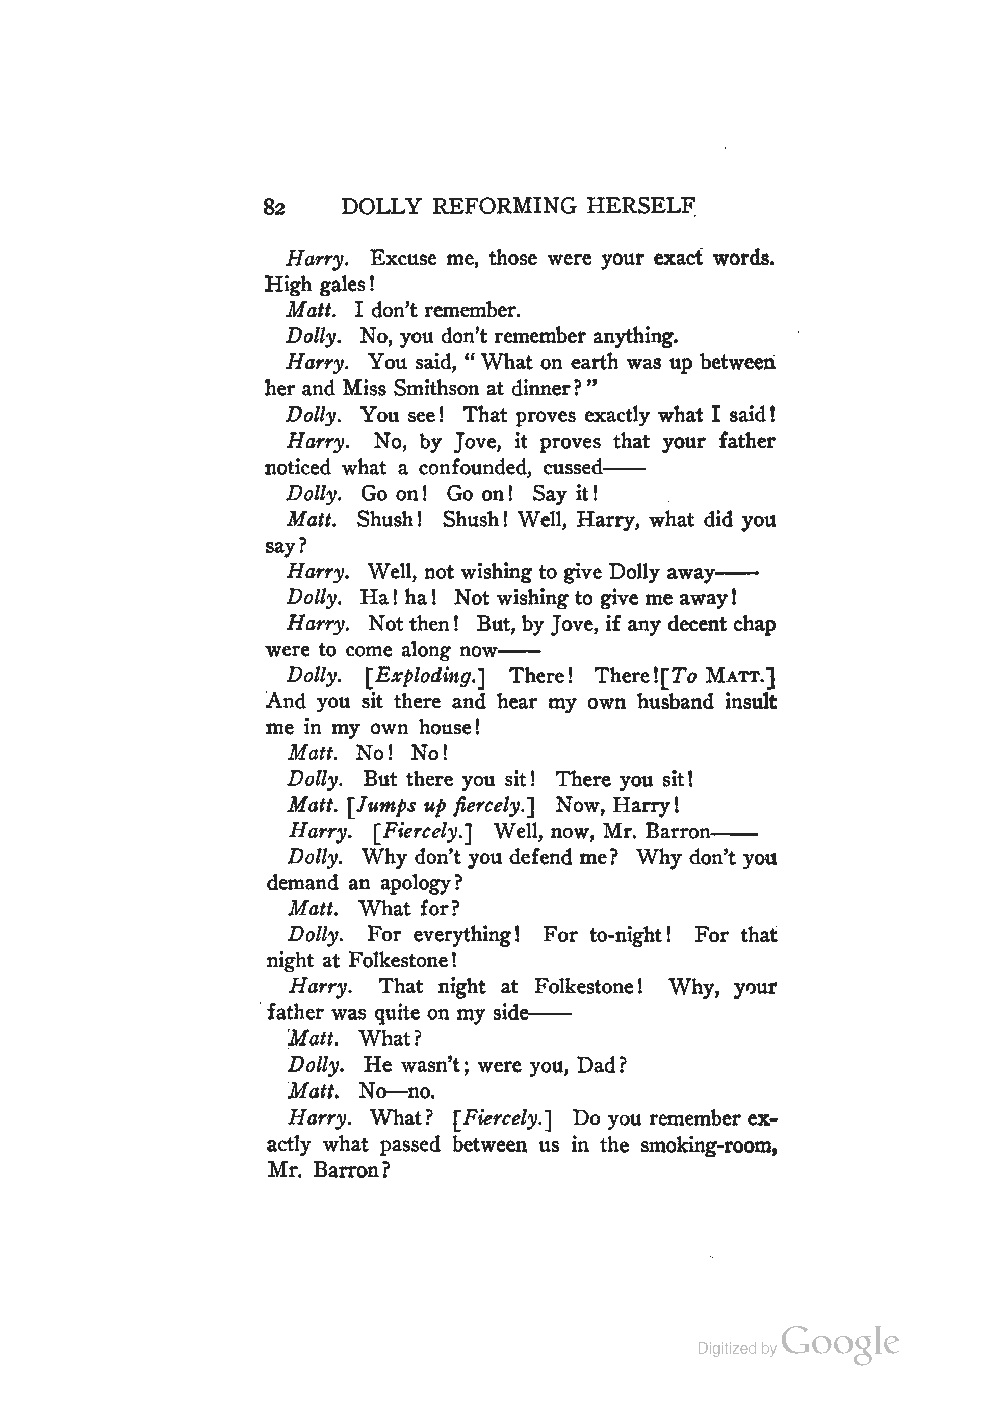 82 DOLLY REFORMING HERSELF
Harry. Excuse me, those were your exact words.
High gales!
Matt. I don't remember.
Dolly. No, you don't remember anything.
Harry. You said, "What on earth was up between
her and Miss Smithson at dinner?"
Dolly. You see! That proves exactly what I said!
Harry. No, by Jove, it proves that your father
noticed what a confounded, cussed——
Dolly. Go on! Go on! Say it!
Matt. Shush! Shush! Well, Harry, what did you
say?
Harry. Well, not wishing to give Dolly away——
Dolly. Ha! ha! Not wishing to give me away!
Harry. Not then! But, by Jove, if any decent chap
were to come along now——
Dolly. [Exploding.] There! There![To MATT.]
And you sit there and hear my own husband insult
me in my own house!
Matt. No! No!
Dolly. But there you sit! There you sit!
Matt. [Jumps up fiercely.] Now, Harry!
Harry. [Fiercely.] Well, now, Mr. Barron——
Dolly. Why don't you defend me? Why don't you
demand an apology?
Matt. What for?
Dolly. For everything! For to-night! For that
night at Folkestone!
Harry. That night at Folkestone! Why, your
father was quite on my side——
Matt. What?
Dolly. He wasn't; were you, Dad?
Matt. No—no.
Harry. What? [Fiercely.] Do you remember ex-
actly what passed between us in the smoking-room,
Mr. Barron?
Digitized by Google